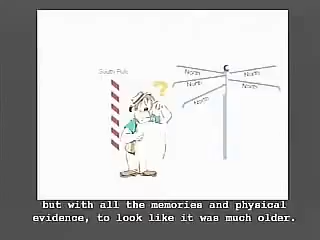 South Pole
C
North
North
North
North
North
?
but with all the memories and physical
evidence, to look like it was much older.